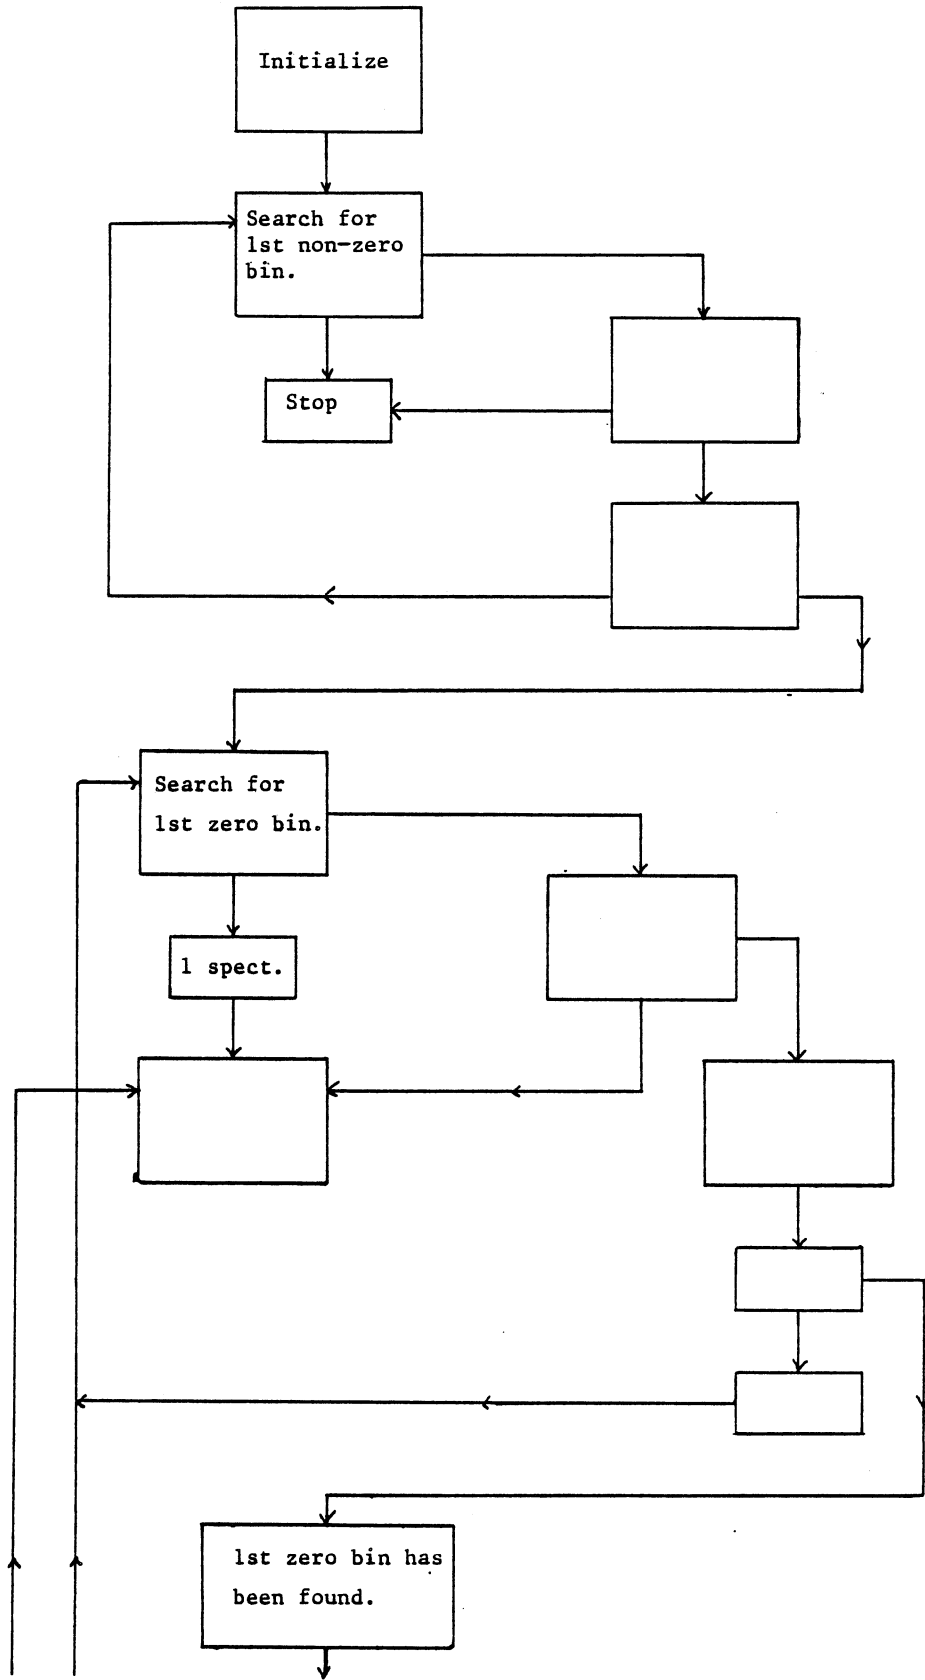 Initialize
Search for
1st non-zero
bin.
Stop
Search for
1st zero bin.
1 spect.
1st zero bin has
been found.